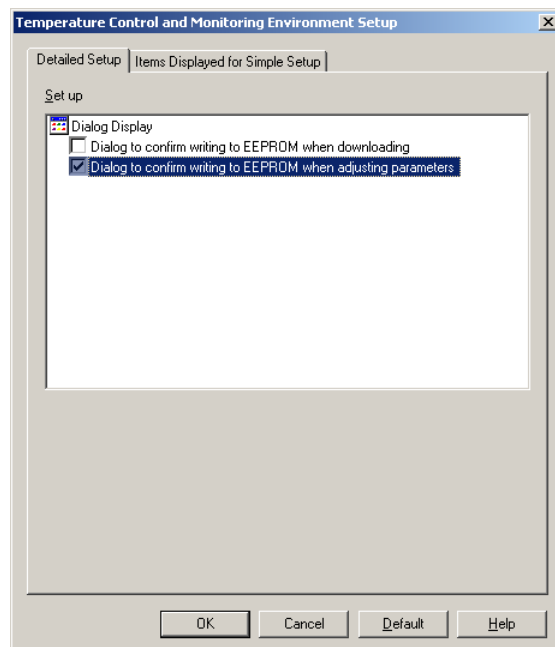 Temperature Control and Monitoring Environment Setup
Detailed Setup
Items Displayed for Simple Setup
Set up
Dialog Display
Dialog to confirm writing to EEPROM when downloading
Dialog to confirm writing to EEPROM when adjusting parameters
OK
Cancel
Default
Help